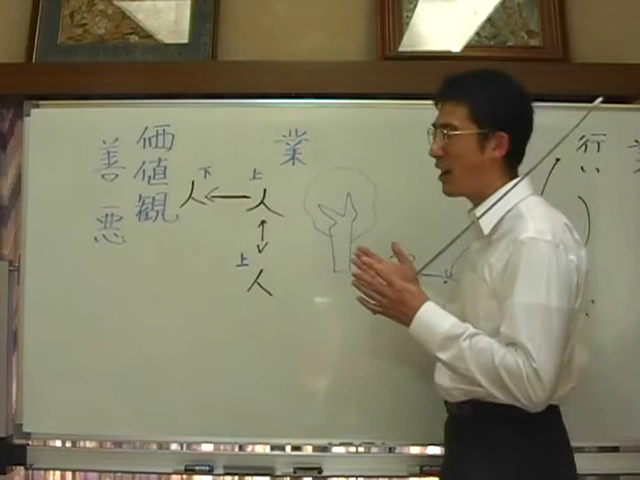 行い
業
上
人
上
人
下
人
価値観
善 悪